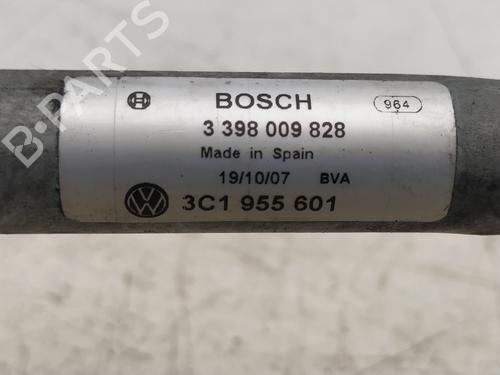 B-PARTS
BOSCH 964
3 398 009 828
Made in Spain
19/10/07 BVA
3C1 955 601